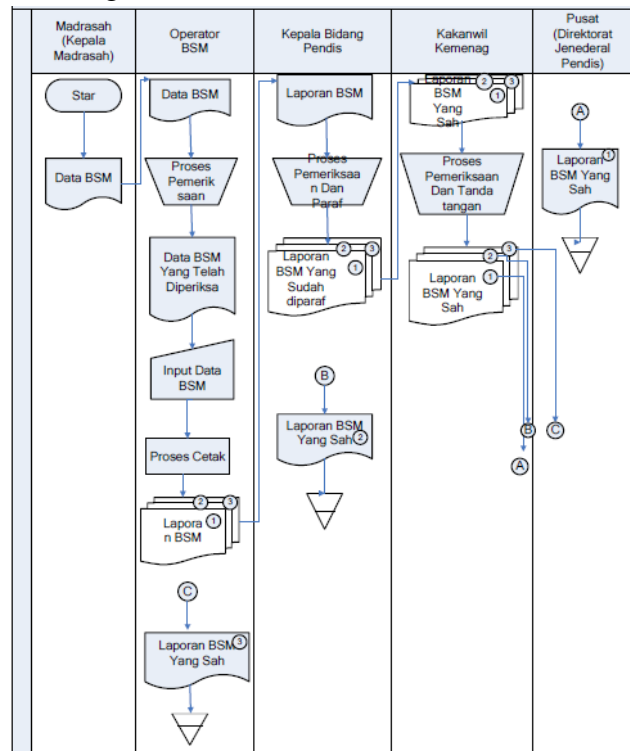 Madrasah
(Kepala
Madrasah)
Operator
BSM
Kepala Bidang
Pendis
Kakanwil
Kemenag
Pusat
(Direktorat
Jenederal
Pendis)
Star
Data BSM
Data BSM
Proses
Pemerik
saan
Data BSM
Yang Telah
Diperiksa
Input Data
BSM
Proses Cetak
2
3
1
Lapora
n BSM
C
3
Laporan BSM
Yang Sah
Laporan BSM
Proses
Pemeriksaa
n Dan
Paraf
2
3
1
Laporan
BSM Yang
Sudah
diparaf
B
Laporan BSM
Yang Sah
2
2
3
1
Laporan
BSM
Yang
Sah
Proses
Pemeriksaan
Dan Tanda
tangan
3
2
1
Laporan
BSM Yang
Sah
B
C
A
A
1
Laporan
BSM Yang
Sah